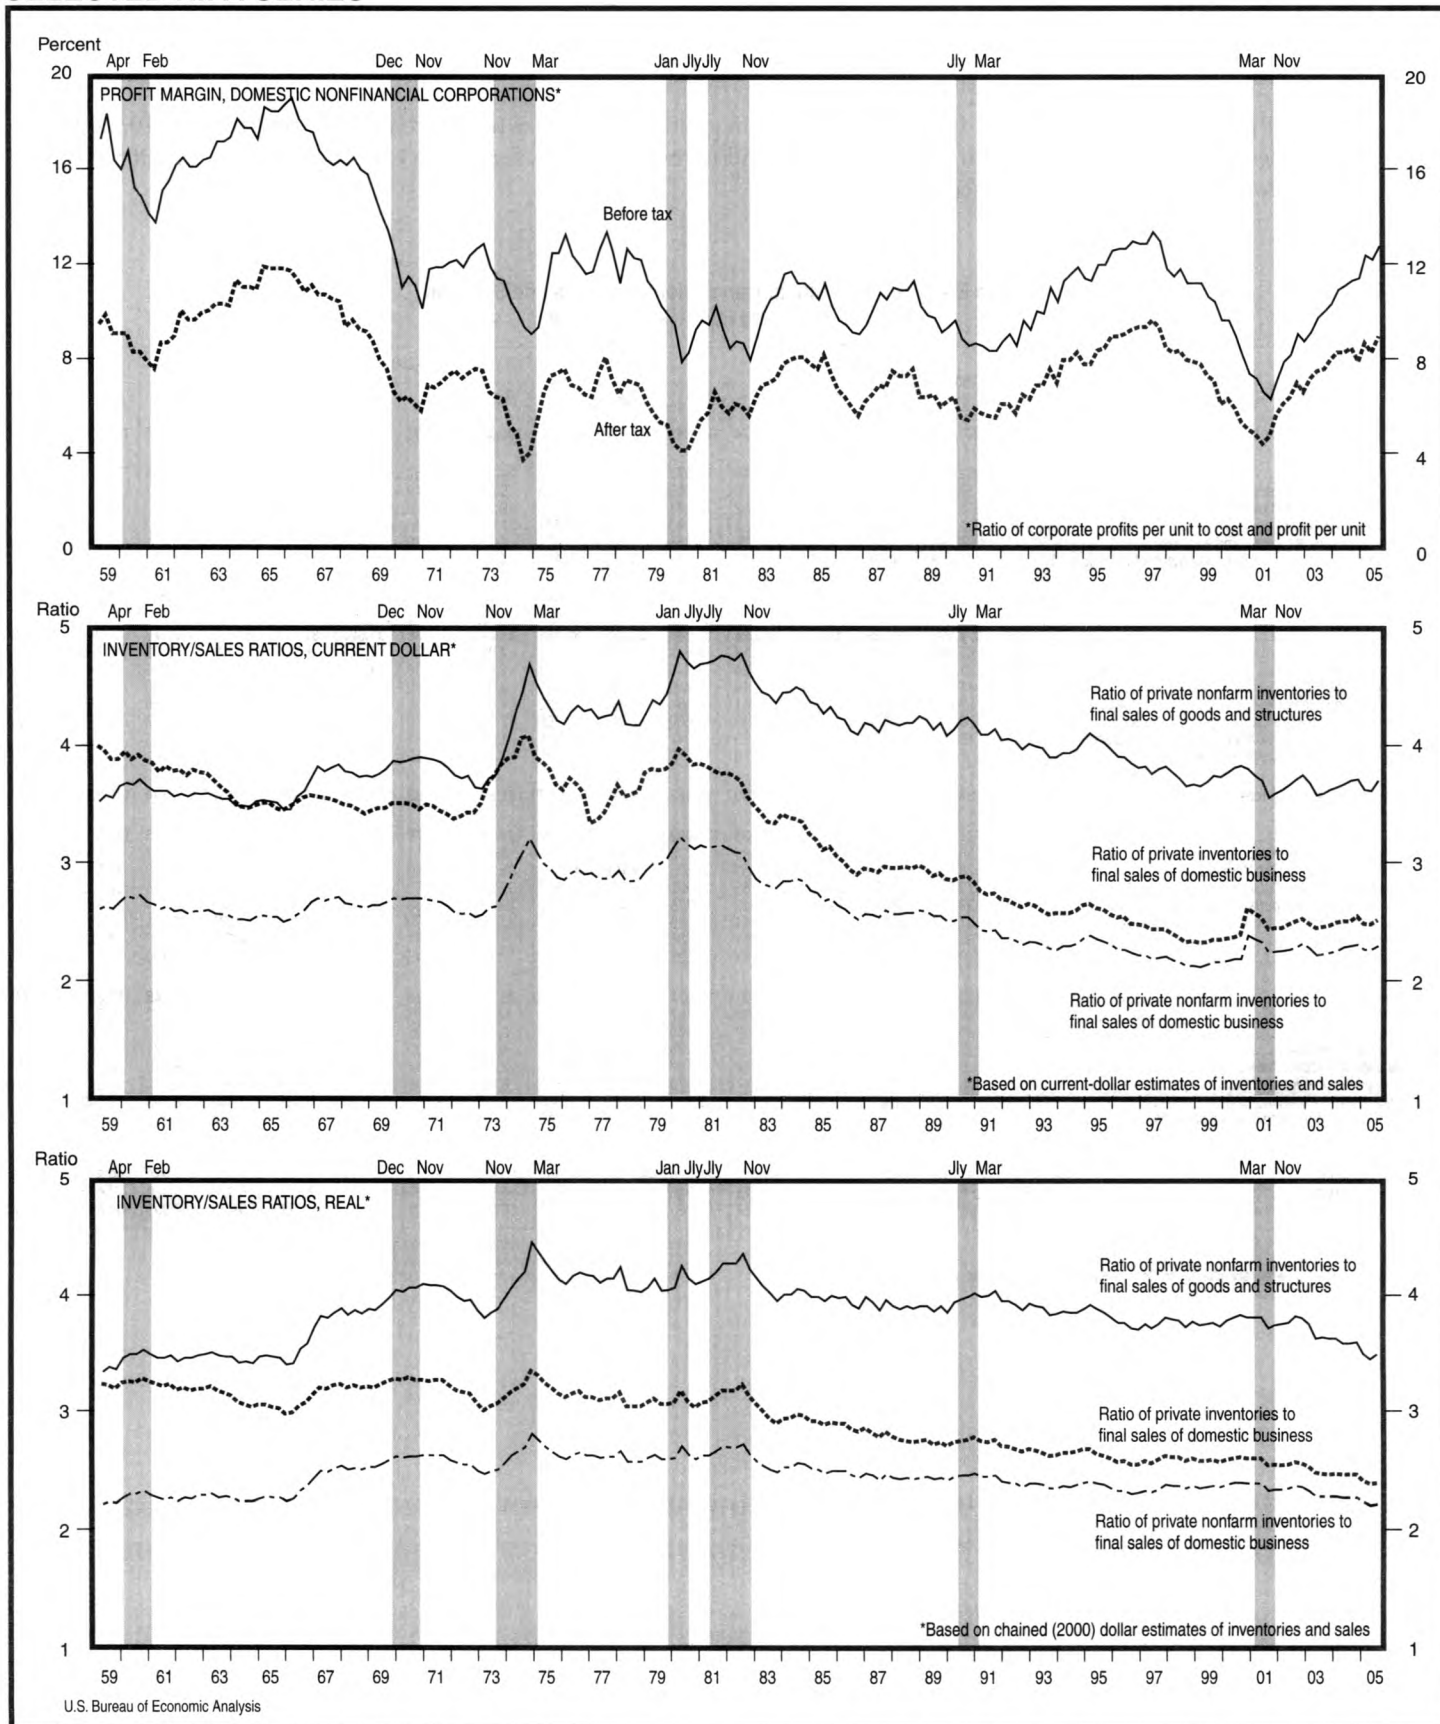 Percent
Apr Feb Dec Nov Nov Mar Jan Jly Jly Nov Jly Mar Mar Nov
20 20
PROFIT MARGIN, DOMESTIC NONFINANCIAL CORPORATIONS*
16 16
Before tax
12 12
8 8
After tax
4 4
*Ratio of corporate profits per unit to cost and profit per unit
0 0
59 61 63 65 67 69 71 73 75 77 79 81 83 85 87 89 91 93 95 97 99 01 03 05
Ratio
Apr Feb Dec Nov Nov Mar Jan Jly Jly Nov Jly Mar Mar Nov
5 5
INVENTORY/SALES RATIOS, CURRENT DOLLAR*
Ratio of private nonfarm inventories to
final sales of goods and structures
4 4
Ratio of private inventories to
final sales of domestic business
3 3
2 2
Ratio of private nonfarm inventories to
final sales of domestic business
*Based on current-dollar estimates of inventories and sales
1 1
59 61 63 65 67 69 71 73 75 77 79 81 83 85 87 89 91 93 95 97 99 01 03 05
Ratio
Apr Feb Dec Nov Nov Mar Jan Jly Jly Nov Jly Mar Mar Nov
5 5
INVENTORY/SALES RATIOS, REAL*
Ratio of private nonfarm inventories to
final sales of goods and structures
4 4
Ratio of private inventories to
final sales of domestic business
3 3
Ratio of private nonfarm inventories to
final sales of domestic business
2 2
*Based on chained (2000) dollar estimates of inventories and sales
1 1
59 61 63 65 67 69 71 73 75 77 79 81 83 85 87 89 91 93 95 97 99 01 03 05
U.S. Bureau of Economic Analysis